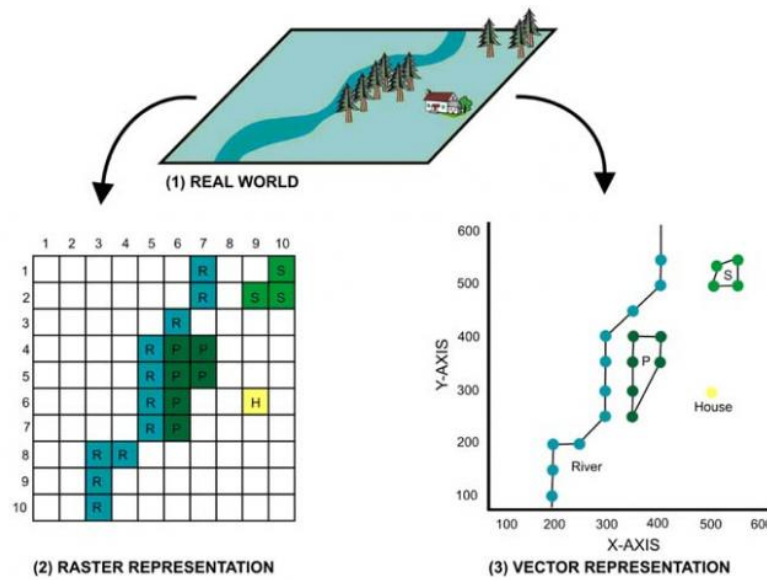 (1) REAL WORLD
1 2 3 4 5 6 7 8 9 10
1 R S
2 R S S
3 R
4 R P P
5 R P P
6 R P H
7 R P
8 R R
9 R
10 R
(2) RASTER REPRESENTATION
600
500
400
300
200
100
Y-AXIS
S
P
House
River
100 200 300 400 500 600
X-AXIS
(3) VECTOR REPRESENTATION